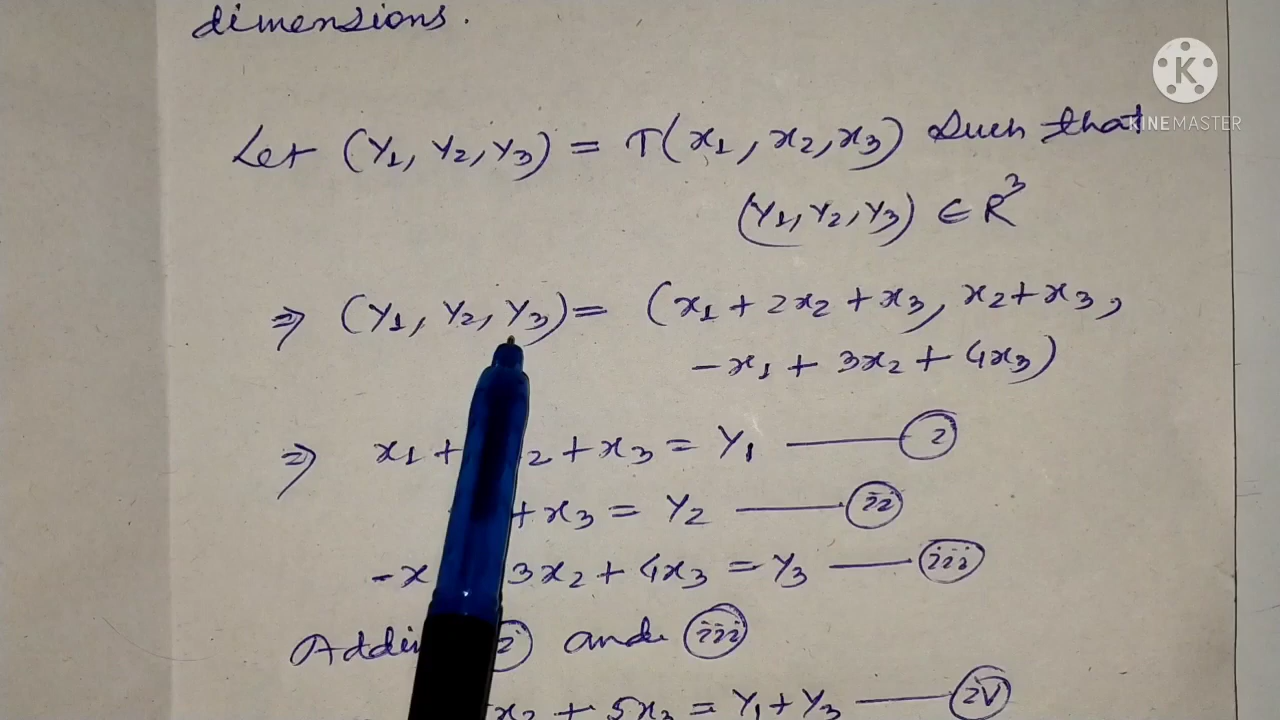 dimensions.
K
KINEMASTER
Let (Y1, Y2, Y3) = T(x1, x2, x3) such that
(Y1, Y2, Y3) ∈ R³
⇒ (Y1, Y2, Y3) = (x1 + 2x2 + x3, x2 + x3,
-x1 + 3x2 + 4x3)
⇒ x1 + 2 + x3 = Y1 —— (i)
+ x3 = Y2 —— (ii)
-x 3x2 + 4x3 = Y3 —— (iii)
(i) and (iii)
x2 + 5x3 = Y1 + Y3 —— (iv)